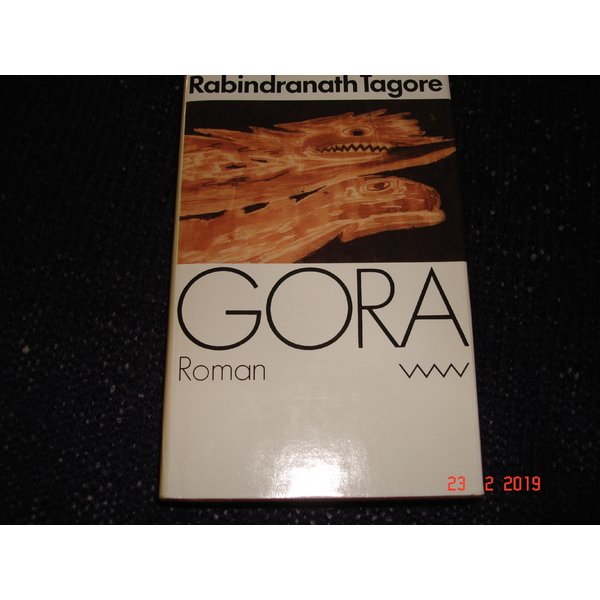 Rabindranath Tagore
GORA
Roman
23 2 2019